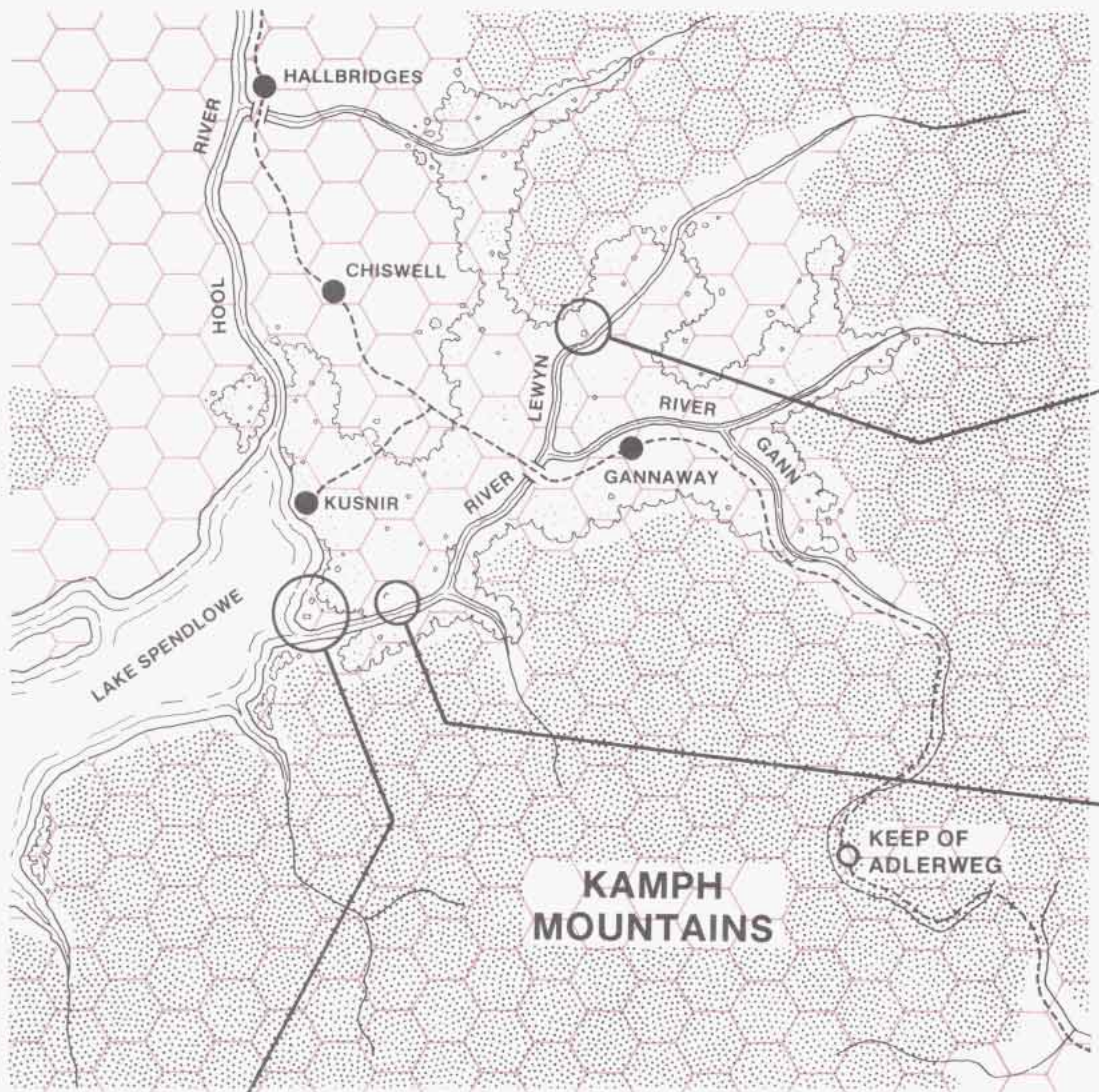 HALLBRIDGES
RIVER
HOOL
CHISWELL
LEWYN
RIVER
GANN
GANNAWAY
RIVER
KUSNIR
LAKE SPENDLOWE
KEEP OF
ADLERWEG
KAMPH
MOUNTAINS